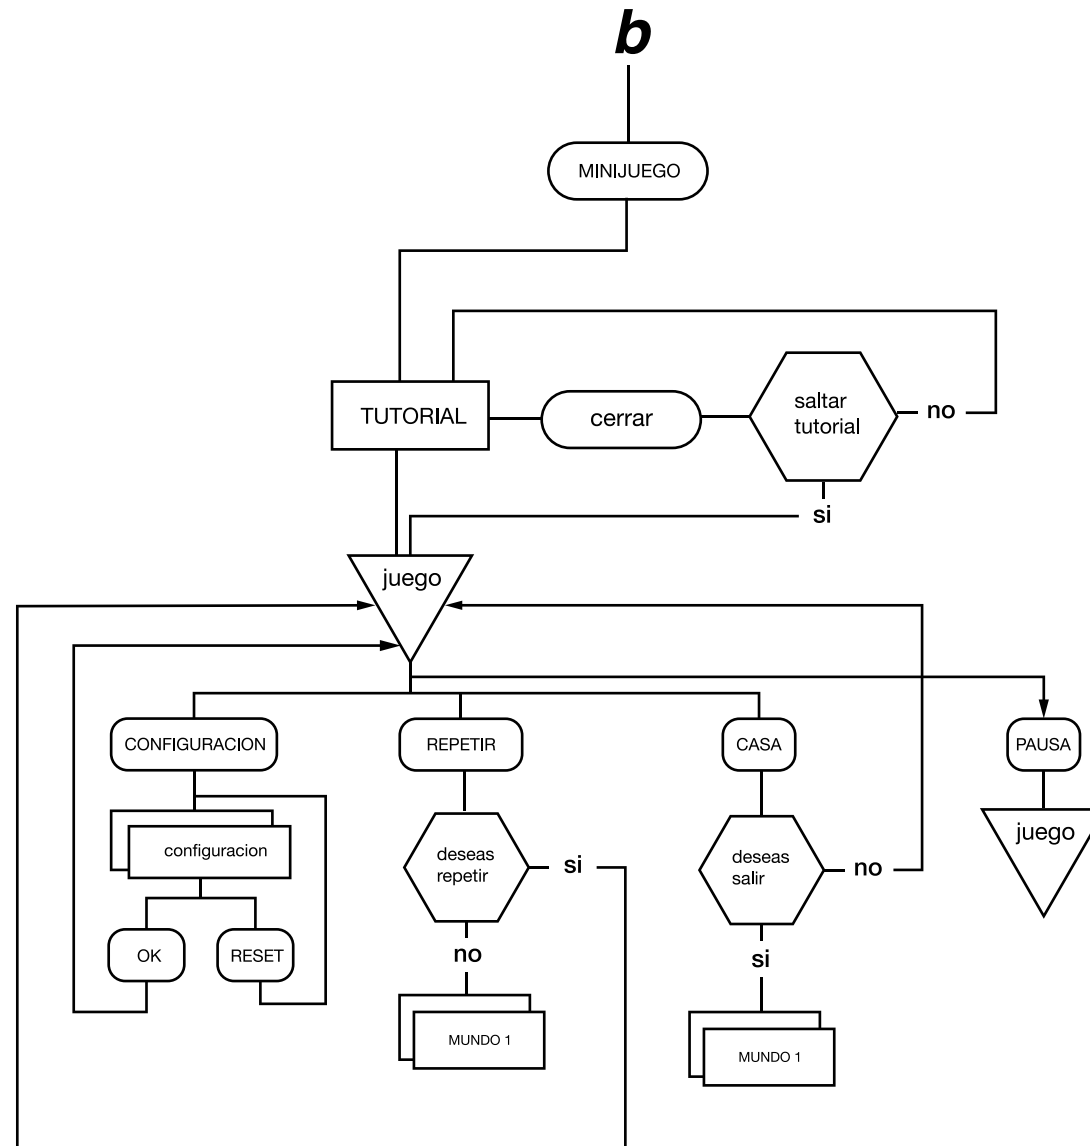 b
MINIJUEGO
TUTORIAL
cerrar
saltar
tutorial
no
si
juego
CONFIGURACION
REPETIR
CASA
PAUSA
configuracion
deseas
repetir
si
deseas
salir
no
juego
OK
RESET
no
si
MUNDO 1
MUNDO 1